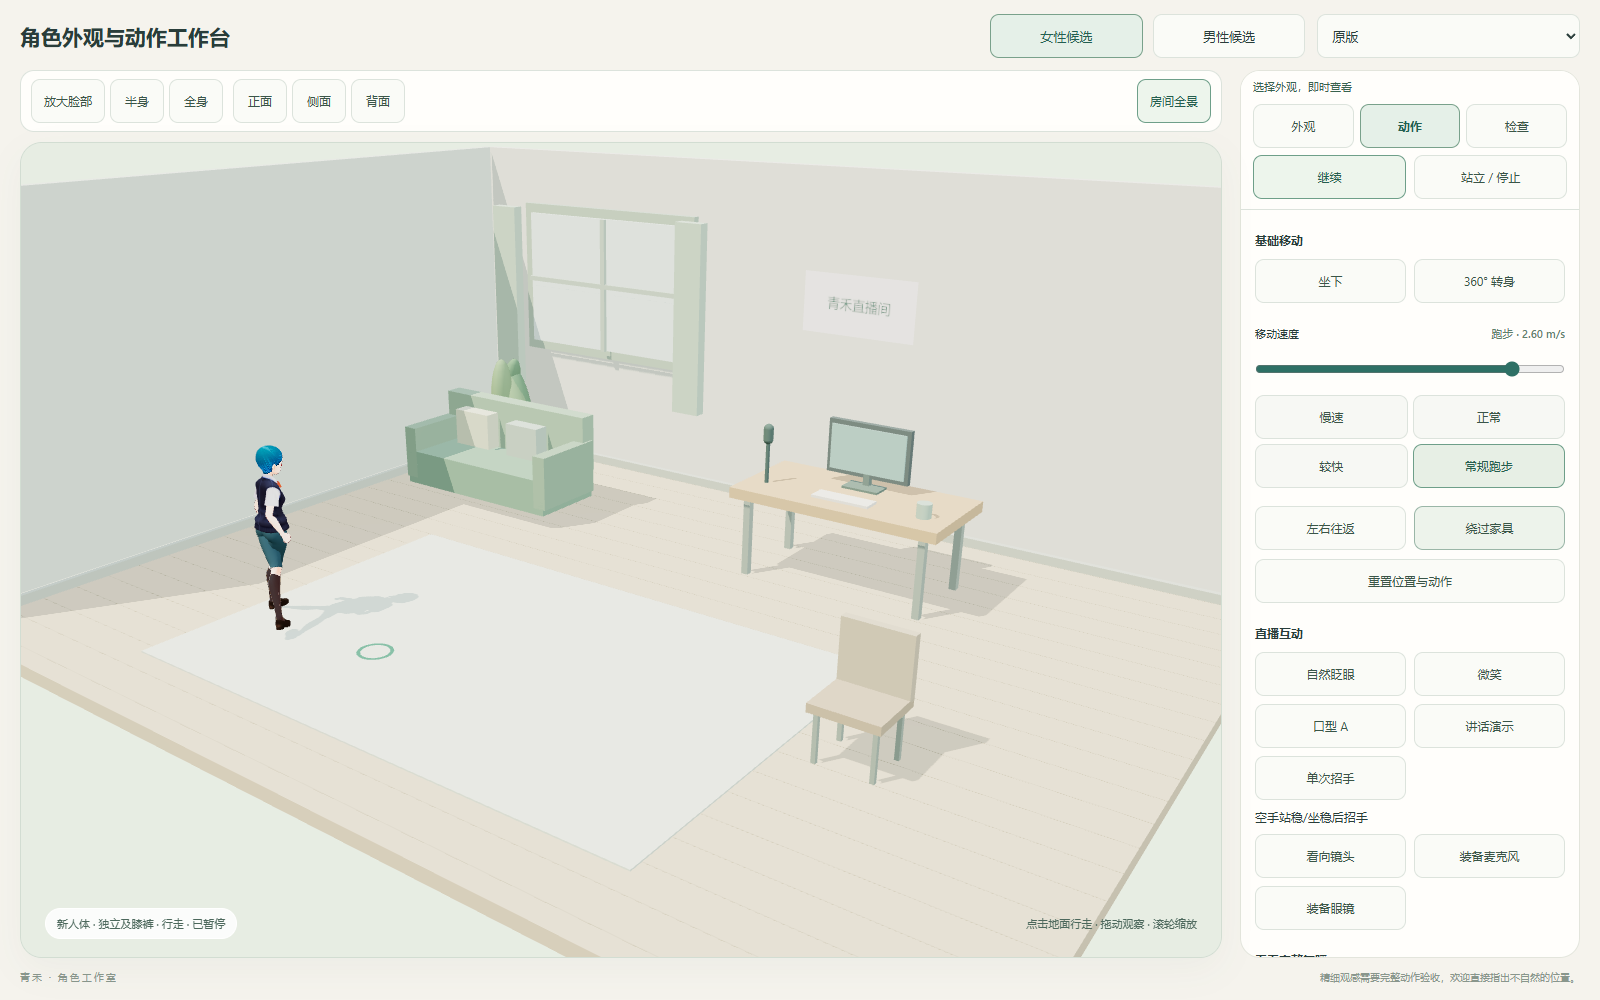 角色外观与动作工作台
女性候选
男性候选
原版
放大脸部
半身
全身
正面
侧面
背面
房间全景
选择外观，即时查看
外观
动作
检查
继续
站立 / 停止
基础移动
坐下
360° 转身
移动速度
跑步 · 2.60 m/s
慢速
正常
较快
常规跑步
左右往返
绕过家具
重置位置与动作
直播互动
自然眨眼
微笑
口型 A
讲话演示
单次招手
空手站稳/坐稳后招手
看向镜头
装备麦克风
装备眼镜
青禾直播间
新人体 · 独立及膝裤 · 行走 · 已暂停
点击地面行走 · 拖动观察 · 滚轮缩放
青禾 · 角色工作室
精细观感需要完整动作验收，欢迎直接指出不自然的位置。